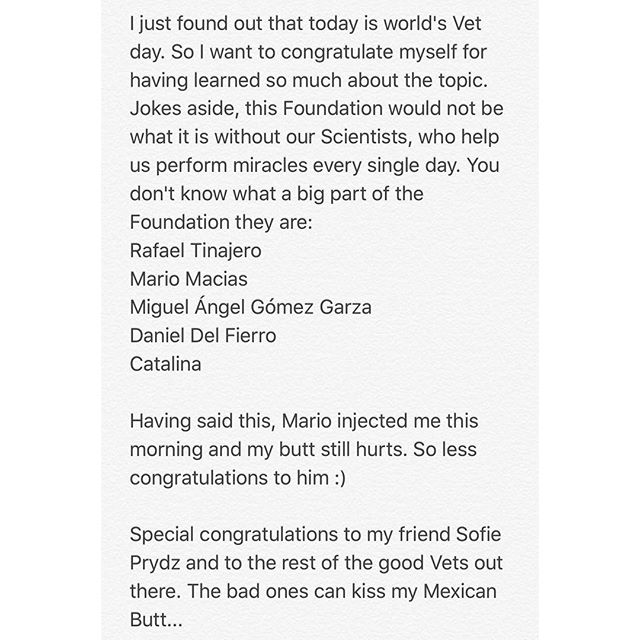 I just found out that today is world's Vet
day. So I want to congratulate myself for
having learned so much about the topic.
Jokes aside, this Foundation would not be
what it is without our Scientists, who help
us perform miracles every single day. You
don't know what a big part of the
Foundation they are:
Rafael Tinajero
Mario Macias
Miguel Ángel Gómez Garza
Daniel Del Fierro
Catalina
Having said this, Mario injected me this
morning and my butt still hurts. So less
congratulations to him :)
Special congratulations to my friend Sofie
Prydz and to the rest of the good Vets out
there. The bad ones can kiss my Mexican
Butt...